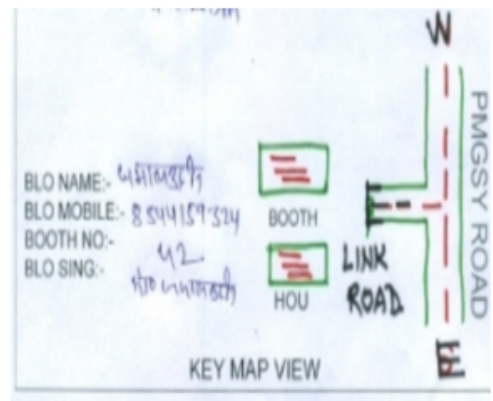 W
PMGSY ROAD
BLO NAME:-
BLO MOBILE:- 8544157324
BOOTH NO:- 42
BLO SING:-
BOOTH
HOU
LINK
ROAD
E
KEY MAP VIEW